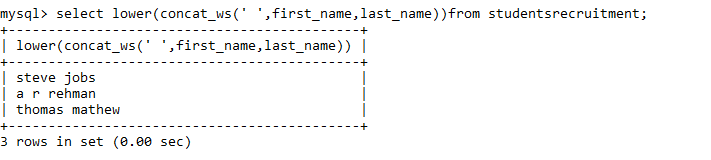 mysql> select lower(concat_ws(' ',first_name,last_name))from studentsrecruitment;
+--------------------------------------------+
| lower(concat_ws(' ',first_name,last_name)) |
+--------------------------------------------+
| steve jobs                                 |
| a r rehman                                 |
| thomas mathew                              |
+--------------------------------------------+
3 rows in set (0.00 sec)